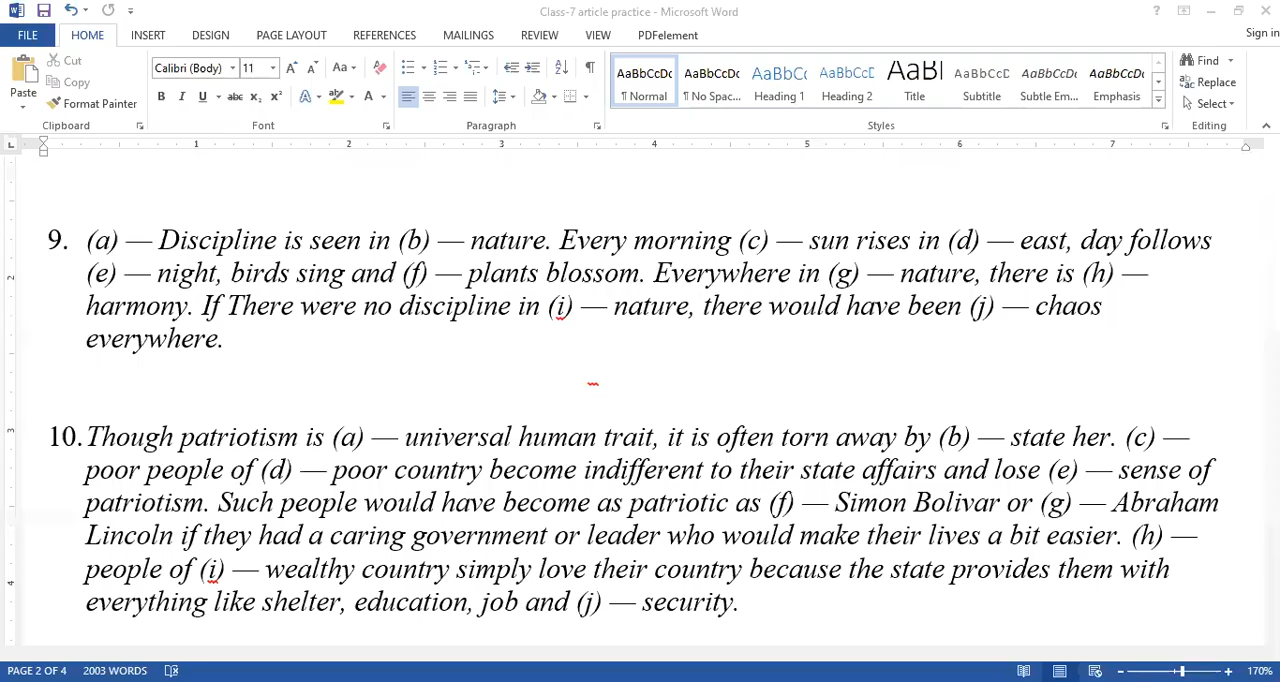 Class-7 article practice - Microsoft Word
Sign in
FILE HOME INSERT DESIGN PAGE LAYOUT REFERENCES MAILINGS REVIEW VIEW PDFelement
Cut
Copy
Format Painter
Paste
Clipboard
Calibri (Body) 11
Font
Paragraph
AaBbCcDc AaBbCcDc AaBbCc AaBbCcC AaBl AaBbCcD AaBbCcDc AaBbCcDc
¶ Normal ¶ No Spac... Heading 1 Heading 2 Title Subtitle Subtle Em... Emphasis
Styles
Find
Replace
Select
Editing
1 2 3 4 5 6 7
9. (a) — Discipline is seen in (b) — nature. Every morning (c) — sun rises in (d) — east, day follows
(e) — night, birds sing and (f) — plants blossom. Everywhere in (g) — nature, there is (h) —
harmony. If There were no discipline in (i) — nature, there would have been (j) — chaos
everywhere.
10. Though patriotism is (a) — universal human trait, it is often torn away by (b) — state her. (c) —
poor people of (d) — poor country become indifferent to their state affairs and lose (e) — sense of
patriotism. Such people would have become as patriotic as (f) — Simon Bolivar or (g) — Abraham
Lincoln if they had a caring government or leader who would make their lives a bit easier. (h) —
people of (i) — wealthy country simply love their country because the state provides them with
everything like shelter, education, job and (j) — security.
PAGE 2 OF 4 2003 WORDS
170%